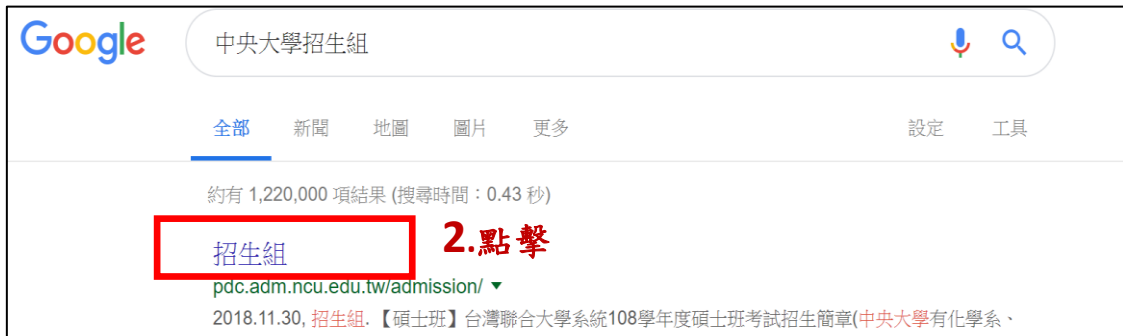 Google 中央大學招生組
全部 新聞 地圖 圖片 更多 設定 工具
約有 1,220,000 項結果 (搜尋時間：0.43 秒)
招生組 2.點擊
pdc.adm.ncu.edu.tw/admission/ ▼
2018.11.30, 招生組. 【碩士班】台灣聯合大學系統108學年度碩士班考試招生簡章(中央大學有化學系、